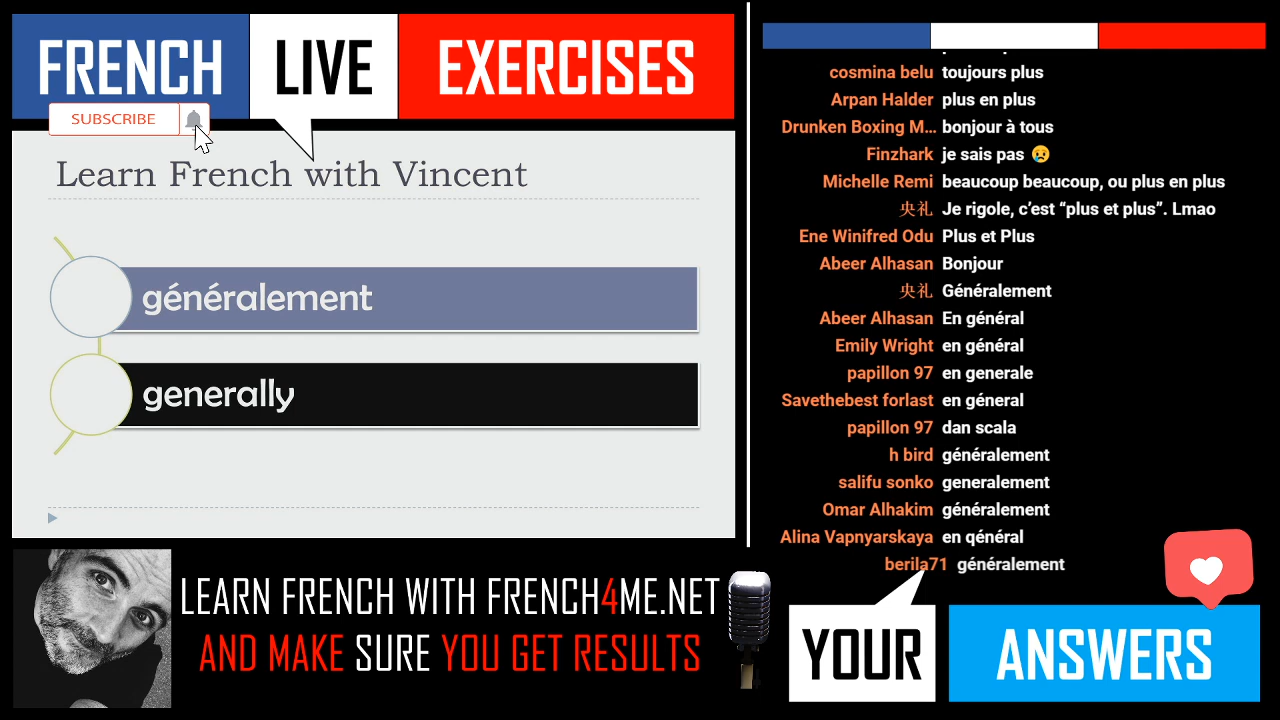 FRENCH LIVE EXERCISES
SUBSCRIBE
Learn French with Vincent
généralement
generally
LEARN FRENCH WITH FRENCH4ME.NET
AND MAKE SURE YOU GET RESULTS
cosmina belu toujours plus
Arpan Halder plus en plus
Drunken Boxing M... bonjour à tous
Finzhark je sais pas 😢
Michelle Remi beaucoup beaucoup, ou plus en plus
央礼 Je rigole, c’est “plus et plus”. Lmao
Ene Winifred Odu Plus et Plus
Abeer Alhasan Bonjour
央礼 Généralement
Abeer Alhasan En général
Emily Wright en général
papillon 97 en generale
Savethebest forlast en géneral
papillon 97 dan scala
h bird généralement
salifu sonko generalement
Omar Alhakim généralement
Alina Vapnyarskaya en qénéral
berila71 généralement
YOUR ANSWERS